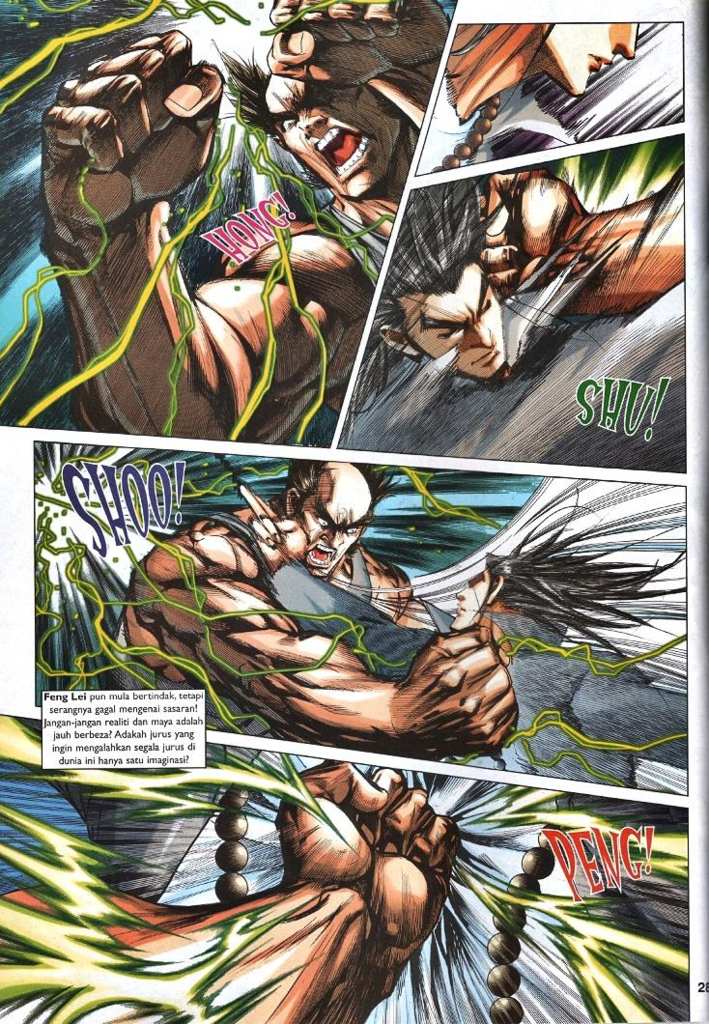 HONG!
SHU!
SHOO!
Feng Lei pun mula bertindak, tetapi
serangnya gagal mengenai sasaran!
Jangan-jangan realiti dan maya adalah
jauh berbeza? Adakah jurus yang
ingin mengalahkan segala jurus di
dunia ini hanya satu imaginasi?
PENG!